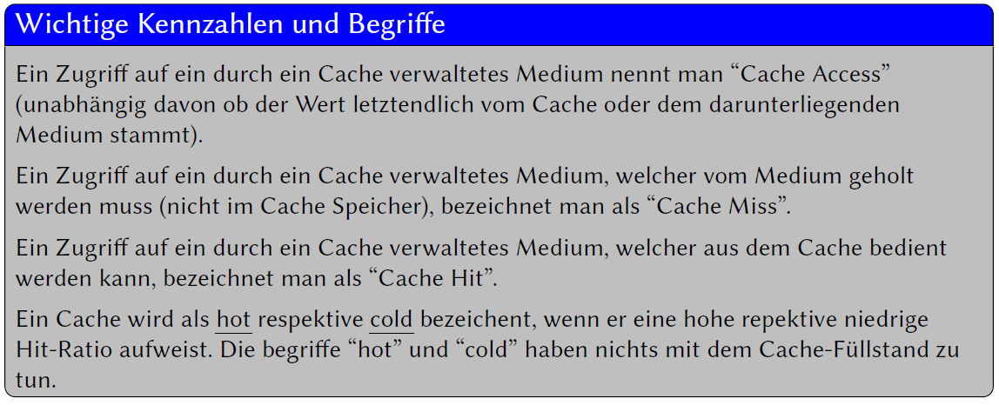 Wichtige Kennzahlen und Begriffe
Ein Zugriff auf ein durch ein Cache verwaltetes Medium nennt man “Cache Access”
(unabhängig davon ob der Wert letztendlich vom Cache oder dem darunterliegenden
Medium stammt).
Ein Zugriff auf ein durch ein Cache verwaltetes Medium, welcher vom Medium geholt
werden muss (nicht im Cache Speicher), bezeichnet man als “Cache Miss”.
Ein Zugriff auf ein durch ein Cache verwaltetes Medium, welcher aus dem Cache bedient
werden kann, bezeichnet man als “Cache Hit”.
Ein Cache wird als hot respektive cold bezeichent, wenn er eine hohe repektive niedrige
Hit-Ratio aufweist. Die begriffe “hot” und “cold” haben nichts mit dem Cache-Füllstand zu
tun.